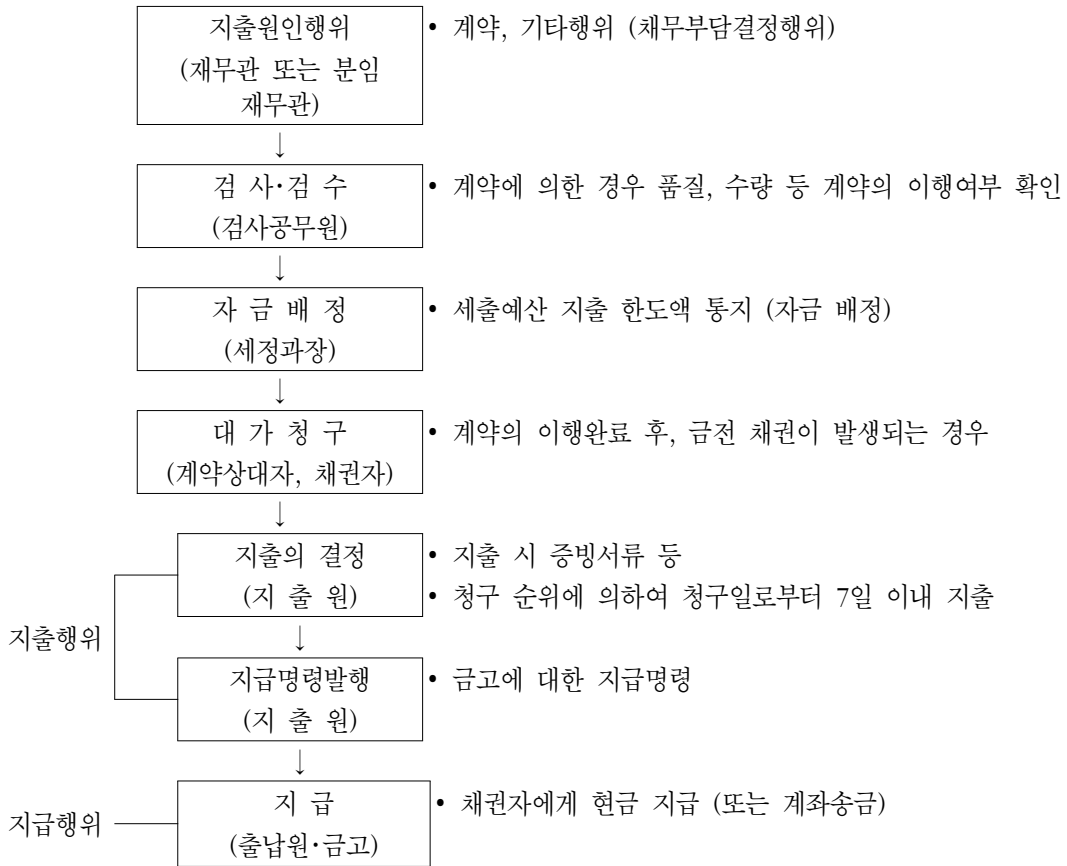 지출원인행위
(재무관 또는 분임
재무관)
• 계약, 기타행위 (채무부담결정행위)
↓
검 사·검 수
(검사공무원)
• 계약에 의한 경우 품질, 수량 등 계약의 이행여부 확인
↓
자 금 배 정
(세정과장)
• 세출예산 지출 한도액 통지 (자금 배정)
↓
대 가 청 구
(계약상대자, 채권자)
• 계약의 이행완료 후, 금전 채권이 발생되는 경우
↓
지출의 결정
(지 출 원)
• 지출 시 증빙서류 등
• 청구 순위에 의하여 청구일로부터 7일 이내 지출
지출행위
↓
지급명령발행
(지 출 원)
• 금고에 대한 지급명령
↓
지급행위
지 급
(출납원·금고)
• 채권자에게 현금 지급 (또는 계좌송금)